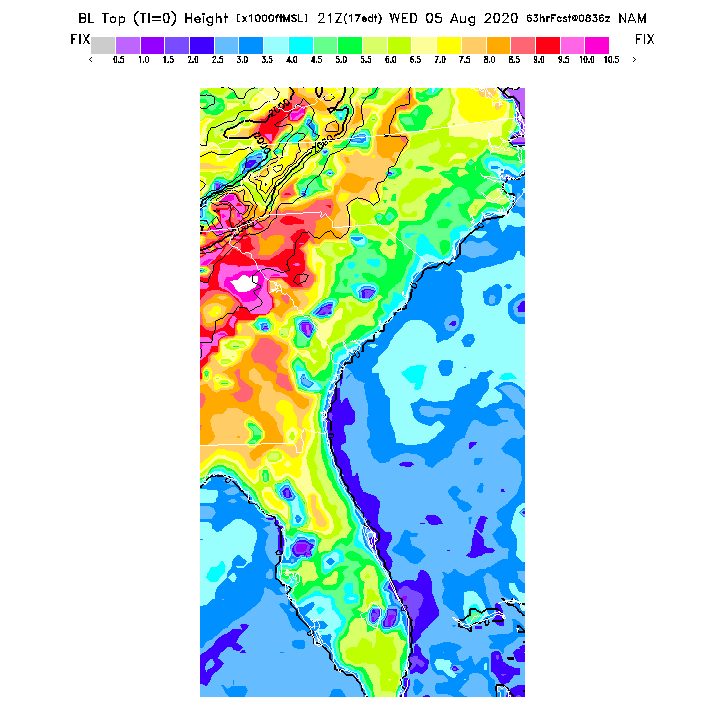 BL Top (TI=0) Height [x1000ftMSL] 21Z(17edt) WED 05 Aug 2020 63hrFcst@0836z NAM
FIX FIX
< 0.5 1.0 1.5 2.0 2.5 3.0 3.5 4.0 4.5 5.0 5.5 6.0 6.5 7.0 7.5 8.0 8.5 9.0 9.5 10.0 10.5 >
2000
2000
2000